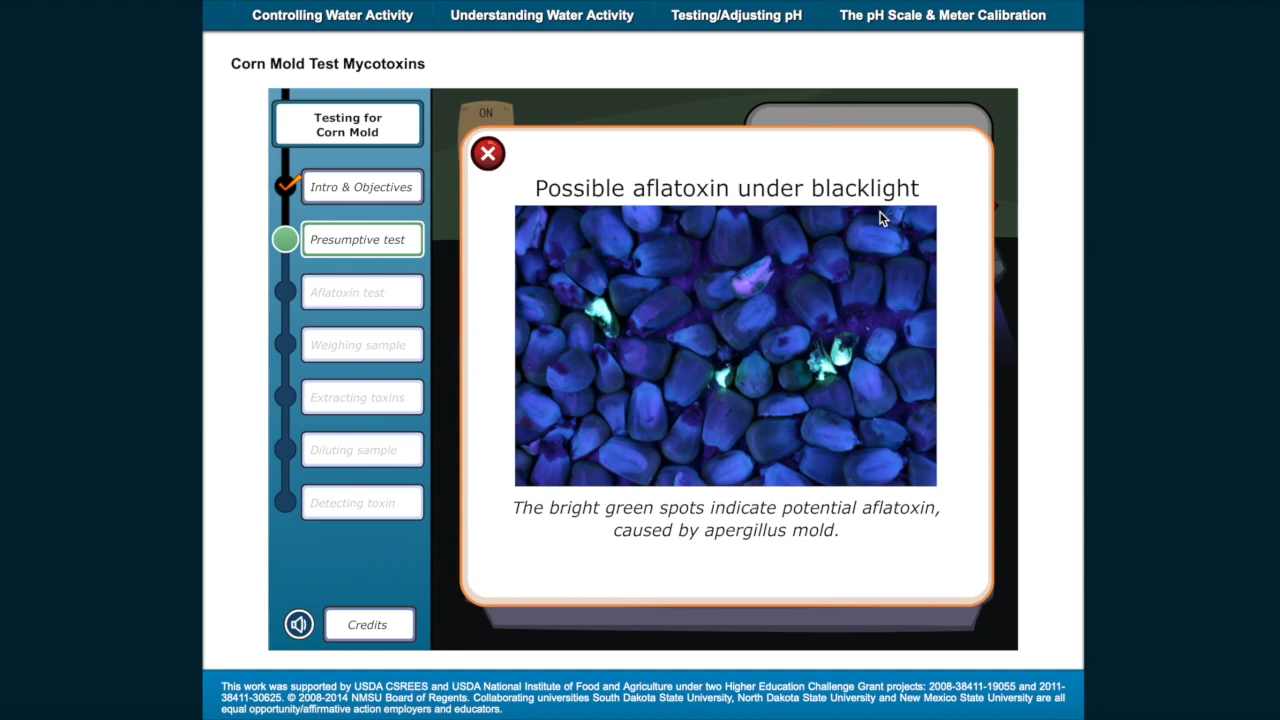 Controlling Water Activity
Understanding Water Activity
Testing/Adjusting pH
The pH Scale & Meter Calibration
Corn Mold Test Mycotoxins
Testing for
Corn Mold
Intro & Objectives
Presumptive test
Aflatoxin test
Weighing sample
Extracting toxins
Diluting sample
Detecting toxin
Credits
ON
Possible aflatoxin under blacklight
The bright green spots indicate potential aflatoxin,
caused by apergillus mold.
This work was supported by USDA CSREES and USDA National Institute of Food and Agriculture under two Higher Education Challenge Grant projects: 2008-38411-19055 and 2011-
38411-30625. © 2008-2014 NMSU Board of Regents. Collaborating universities South Dakota State University, North Dakota State University and New Mexico State University are all
equal opportunity/affirmative action employers and educators.